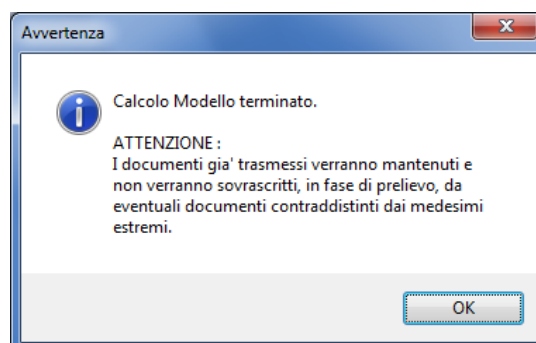 Avvertenza
Calcolo Modello terminato.
ATTENZIONE :
I documenti gia' trasmessi verranno mantenuti e
non verranno sovrascritti, in fase di prelievo, da
eventuali documenti contraddistinti dai medesimi
estremi.
OK